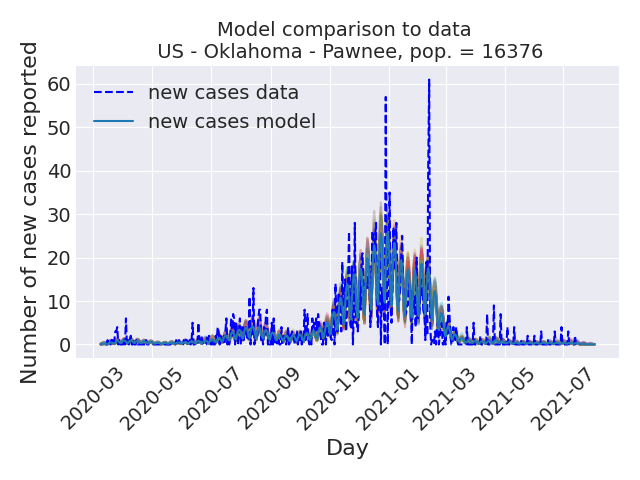 Model comparison to data
US - Oklahoma - Pawnee, pop. = 16376
Number of new cases reported
60
50
40
30
20
10
0
new cases data
new cases model
2020-03
2020-05
2020-07
2020-09
2020-11
2021-01
2021-03
2021-05
2021-07
Day